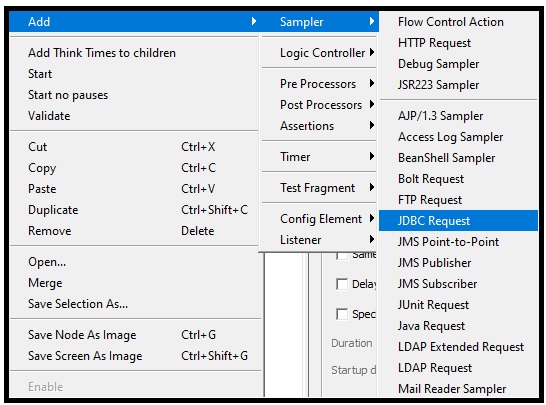 Add
Add Think Times to children
Start
Start no pauses
Validate
Cut Ctrl+X
Copy Ctrl+C
Paste Ctrl+V
Duplicate Ctrl+Shift+C
Remove Delete
Open...
Merge
Save Selection As...
Save Node As Image Ctrl+G
Save Screen As Image Ctrl+Shift+G
Enable
Sampler
Logic Controller
Pre Processors
Post Processors
Assertions
Timer
Test Fragment
Config Element
Listener
Same
Delay
Spec
Duration
Startup d
Flow Control Action
HTTP Request
Debug Sampler
JSR223 Sampler
AJP/1.3 Sampler
Access Log Sampler
BeanShell Sampler
Bolt Request
FTP Request
JDBC Request
JMS Point-to-Point
JMS Publisher
JMS Subscriber
JUnit Request
Java Request
LDAP Extended Request
LDAP Request
Mail Reader Sampler